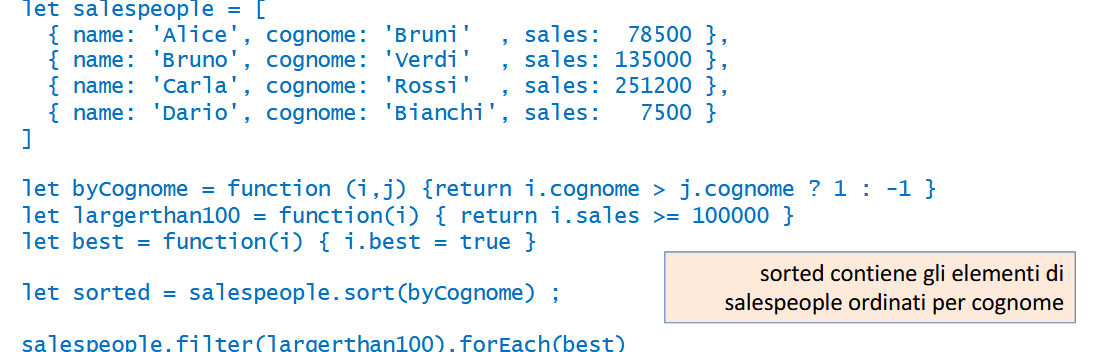 let salespeople = [
  { name: 'Alice', cognome: 'Bruni'  , sales:  78500 },
  { name: 'Bruno', cognome: 'Verdi'  , sales: 135000 },
  { name: 'Carla', cognome: 'Rossi'  , sales: 251200 },
  { name: 'Dario', cognome: 'Bianchi', sales:   7500 }
]
let byCognome = function (i,j) {return i.cognome > j.cognome ? 1 : -1 }
let largerthan100 = function(i) { return i.sales >= 100000 }
let best = function(i) { i.best = true }
let sorted = salespeople.sort(byCognome) ;
sorted contiene gli elementi di
salespeople ordinati per cognome
salespeople.filter(largerthan100).forEach(best)